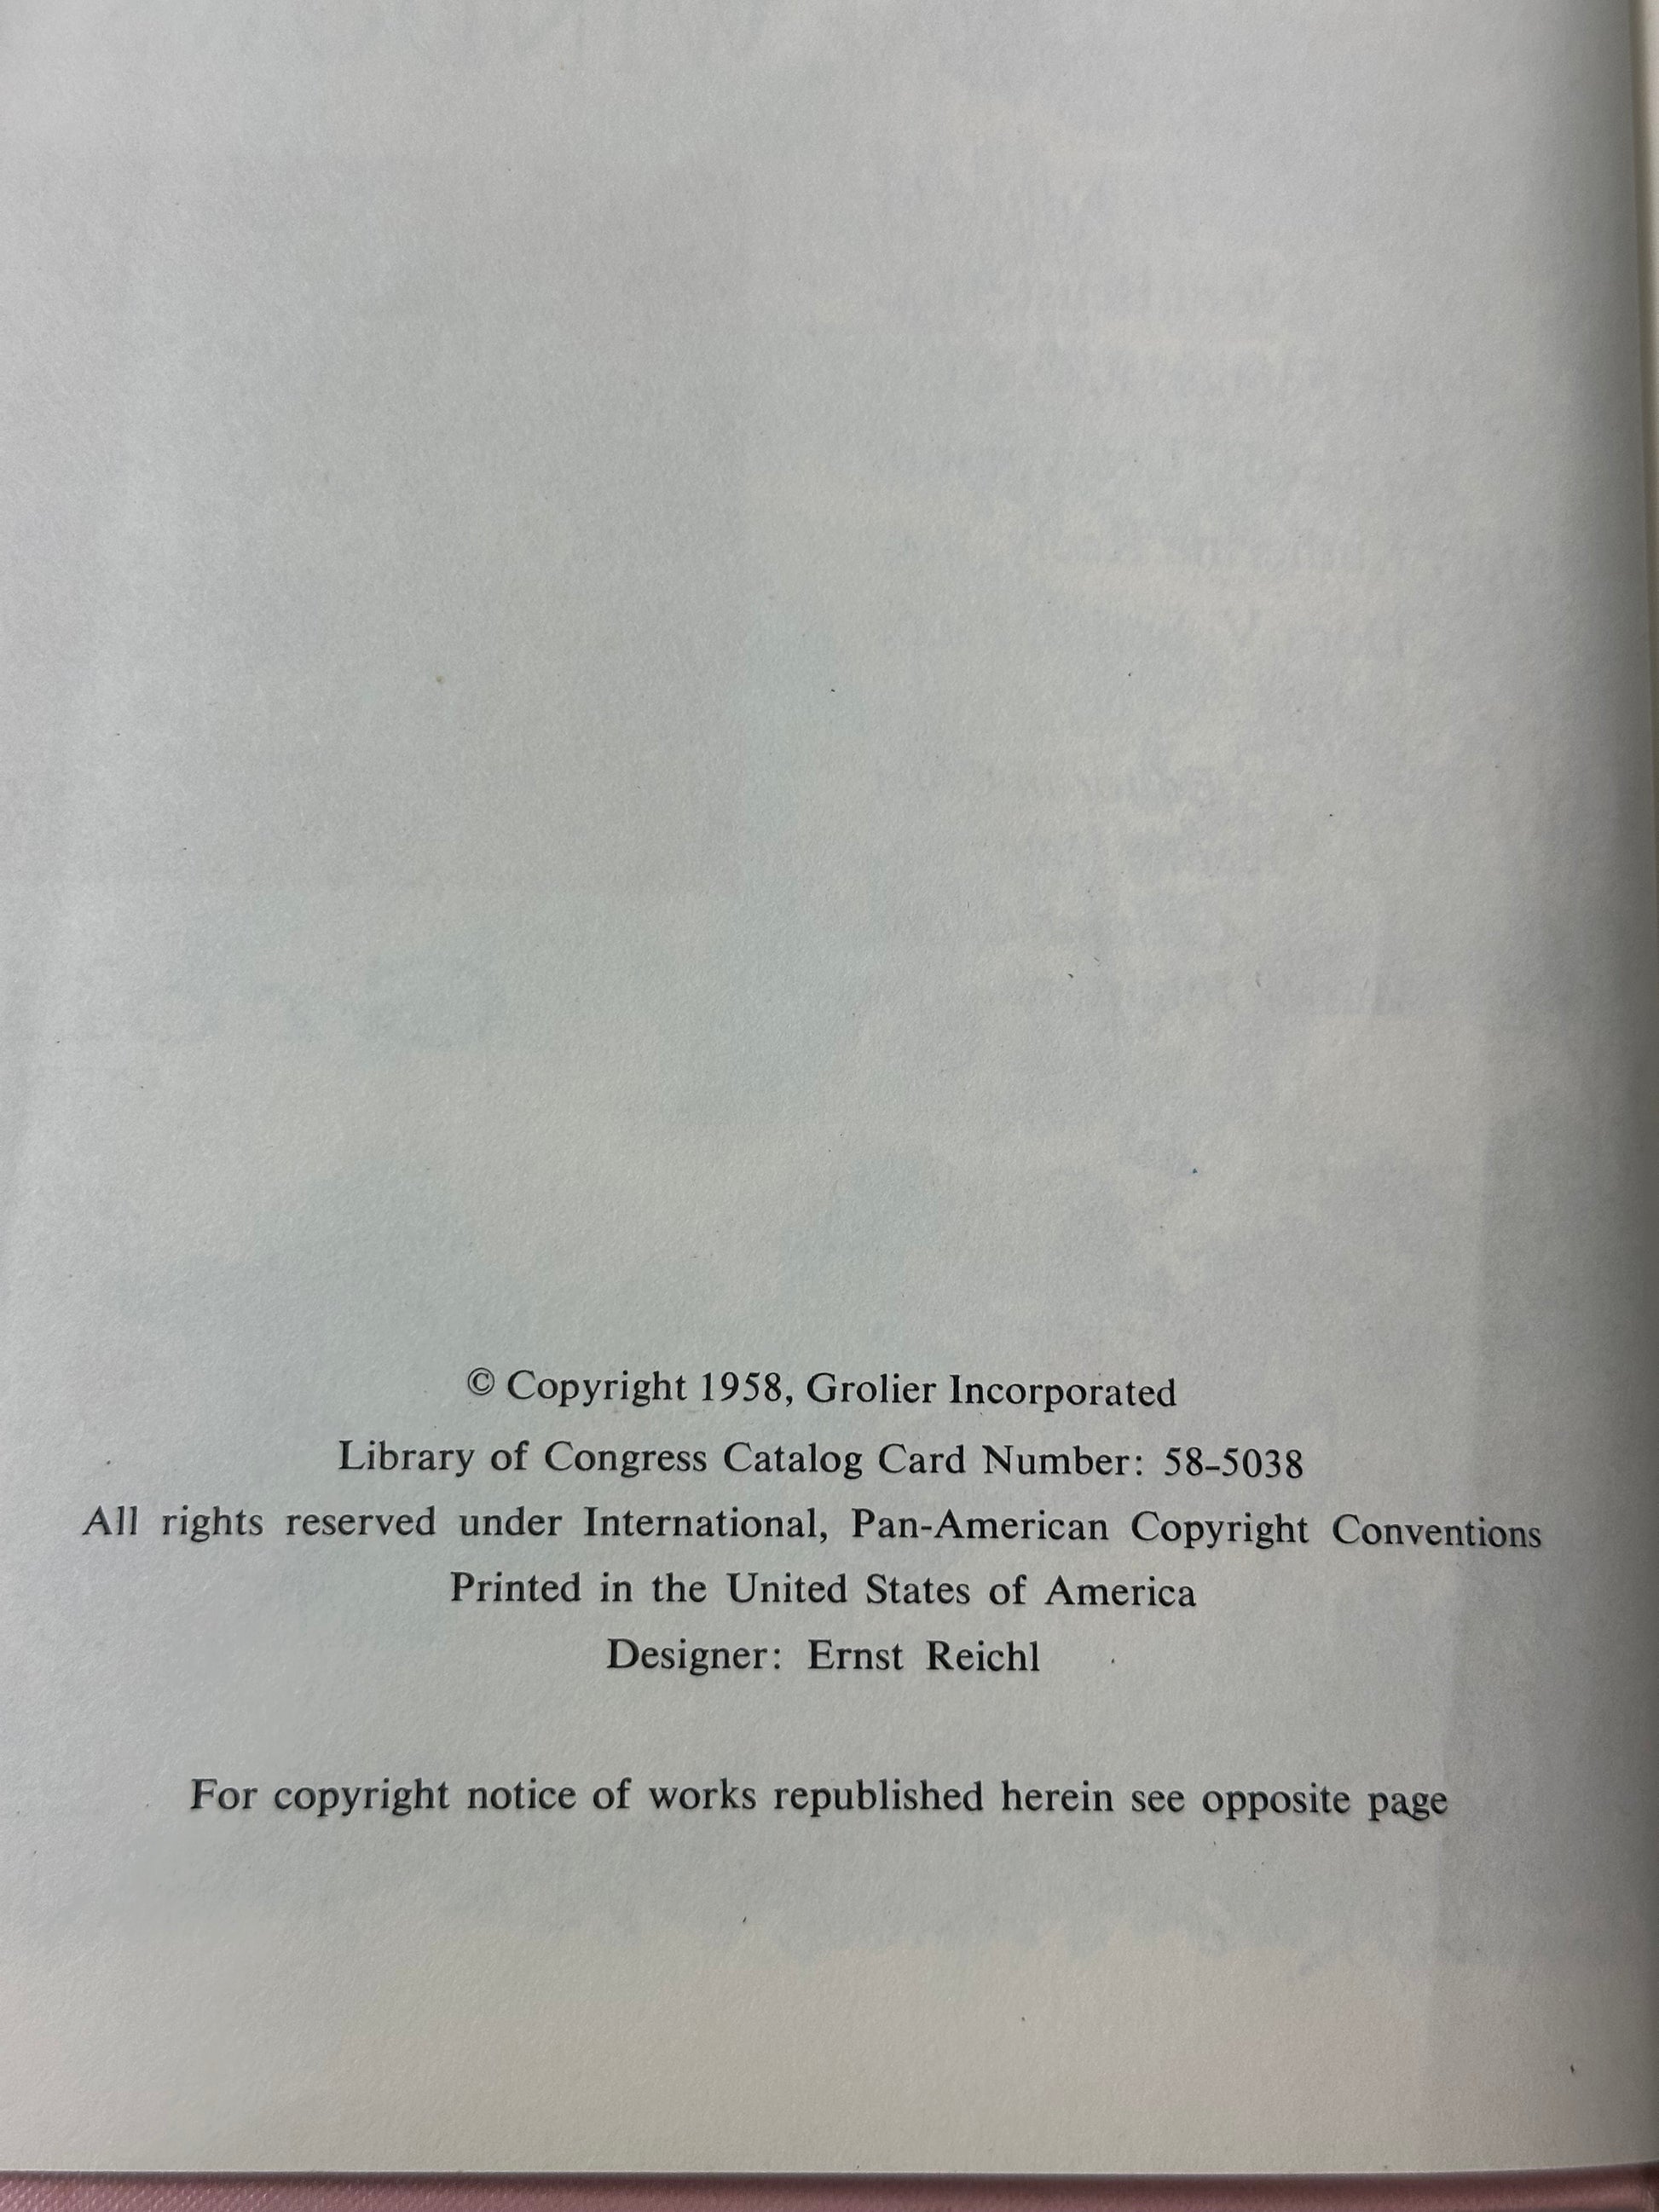 © Copyright 1958, Grolier Incorporated
Library of Congress Catalog Card Number: 58-5038
All rights reserved under International, Pan-American Copyright Conventions
Printed in the United States of America
Designer: Ernst Reichl
For copyright notice of works republished herein see opposite page